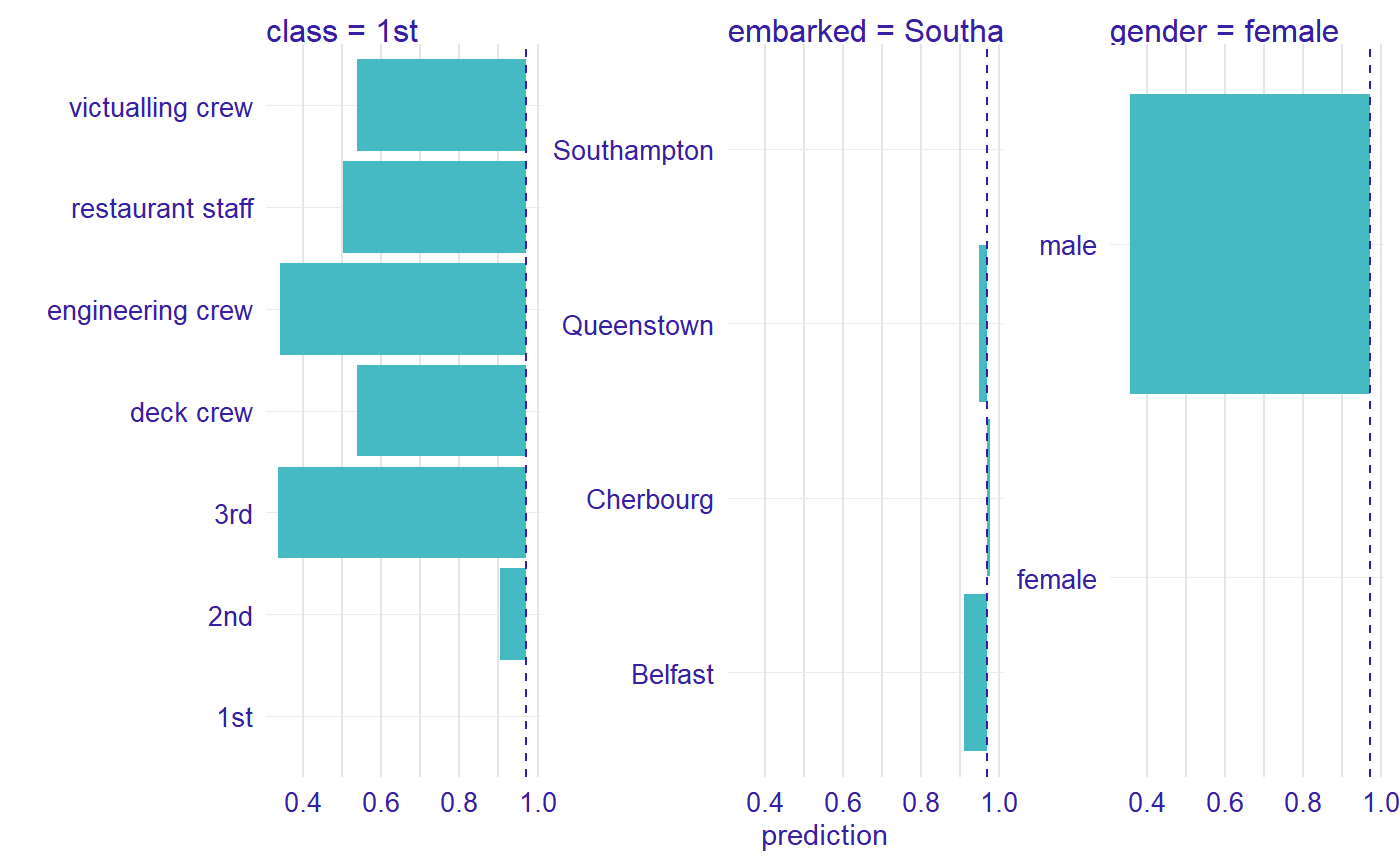 class = 1st
victualling crew
restaurant staff
engineering crew
deck crew
3rd
2nd
1st
0.4 0.6 0.8 1.0
embarked = Southa
Southampton
Queenstown
Cherbourg
Belfast
0.4 0.6 0.8 1.0
gender = female
male
female
0.4 0.6 0.8 1.0
prediction